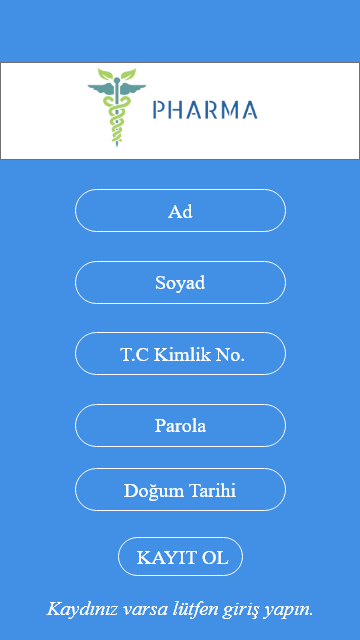 PHARMA
Ad
Soyad
T.C Kimlik No.
Parola
Doğum Tarihi
KAYIT OL
Kaydınız varsa lütfen giriş yapın.